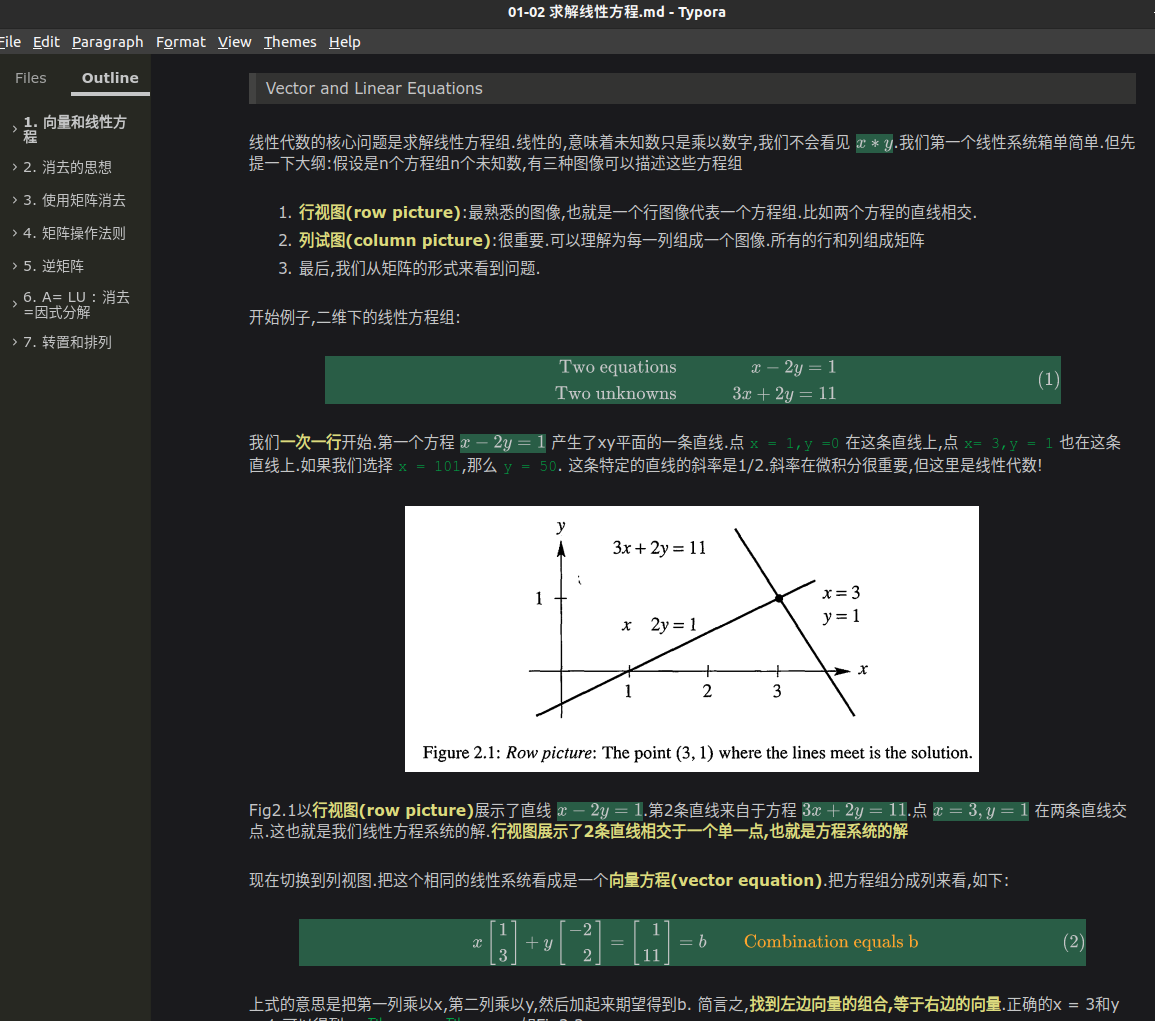 01-02 求解线性方程.md - Typora
File Edit Paragraph Format View Themes Help
Files Outline
1. 向量和线性方
程
2. 消去的思想
3. 使用矩阵消去
4. 矩阵操作法则
5. 逆矩阵
6. A= LU : 消去
=因式分解
7. 转置和排列
Vector and Linear Equations
线性代数的核心问题是求解线性方程组.线性的,意味着未知数只是乘以数字,我们不会看见 x ∗ y.我们第一个线性系统箱单简单.但先
提一下大纲:假设是n个方程组n个未知数,有三种图像可以描述这些方程组
1. 行视图(row picture):最熟悉的图像,也就是一个行图像代表一个方程组.比如两个方程的直线相交.
2. 列试图(column picture):很重要.可以理解为每一列组成一个图像.所有的行和列组成矩阵
3. 最后,我们从矩阵的形式来看到问题.
开始例子,二维下的线性方程组:
Two equations x − 2y = 1
Two unknowns 3x + 2y = 11
(1)
我们一次一行开始.第一个方程 x − 2y = 1 产生了xy平面的一条直线.点 x = 1,y =0 在这条直线上,点 x= 3,y = 1 也在这条
直线上.如果我们选择 x = 101,那么 y = 50. 这条特定的直线的斜率是1/2.斜率在微积分很重要,但这里是线性代数!
y
3x + 2y = 11
1
x = 3
y = 1
x 2y = 1
x
1 2 3
Figure 2.1: Row picture: The point (3, 1) where the lines meet is the solution.
Fig2.1以行视图(row picture)展示了直线 x − 2y = 1.第2条直线来自于方程 3x + 2y = 11.点 x = 3, y = 1 在两条直线交
点.这也就是我们线性方程系统的解.行视图展示了2条直线相交于一个单一点,也就是方程系统的解
现在切换到列视图.把这个相同的线性系统看成是一个向量方程(vector equation).把方程组分成列来看,如下:
x [1 3] + y [−2 2] = [1 11] = b Combination equals b (2)
上式的意思是把第一列乘以x,第二列乘以y,然后加起来期望得到b. 简言之,找到左边向量的组合,等于右边的向量.正确的x = 3和y